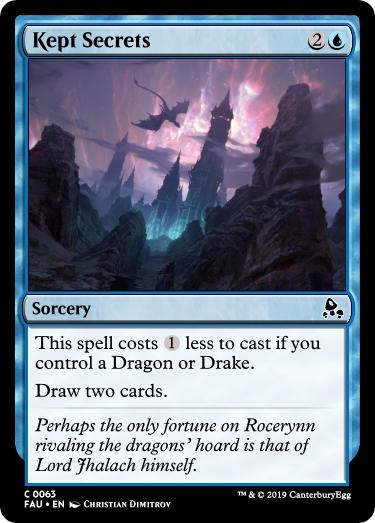 Kept Secrets 2
Sorcery
This spell costs 1 less to cast if you
control a Dragon or Drake.
Draw two cards.
Perhaps the only fortune on Rocerynn
rivaling the dragons' hoard is that of
Lord Jhalach himself.
C 0063
FAU • EN Christian Dimitrov
™ & © 2019 CanterburyEgg